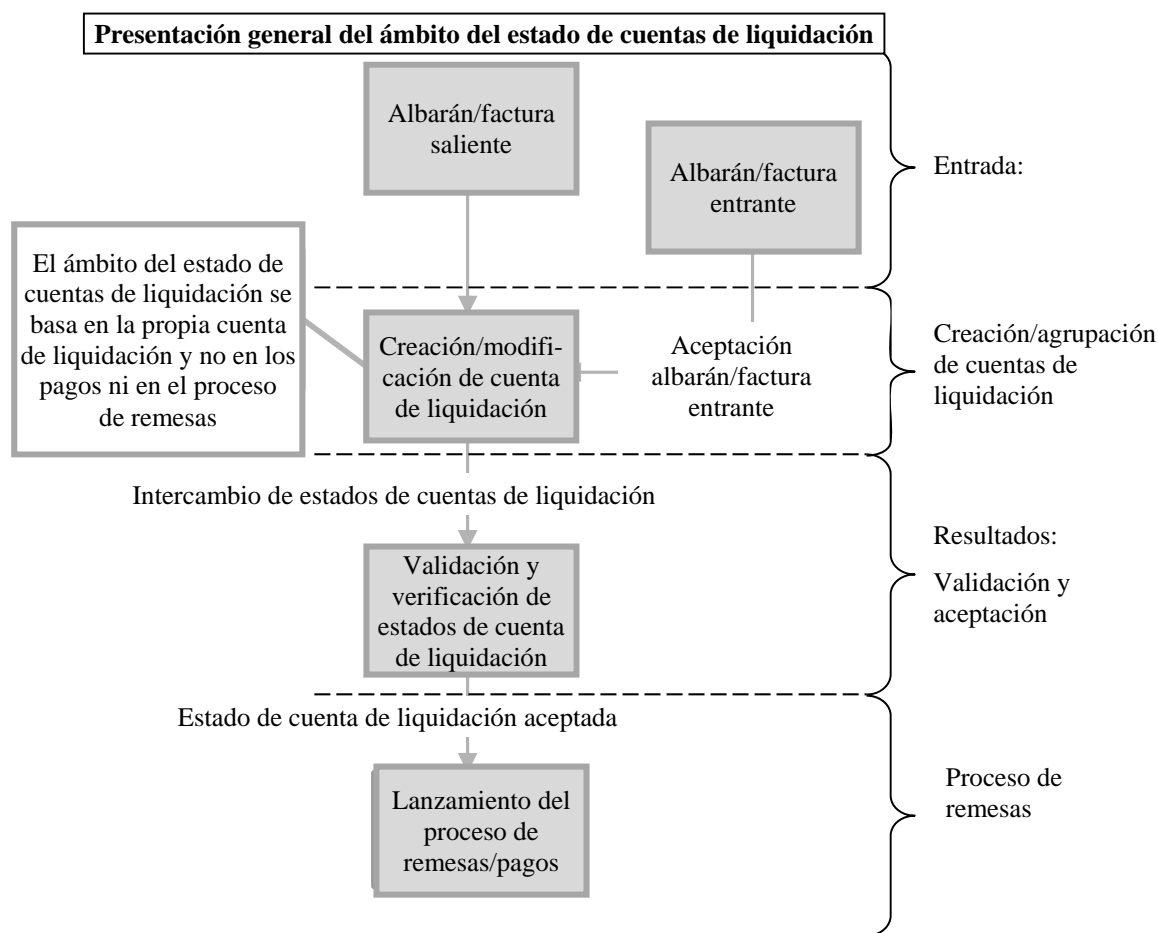 Presentación general del ámbito del estado de cuentas de liquidación
Albarán/factura
saliente
Albarán/factura
entrante
Entrada:
El ámbito del estado de
cuentas de liquidación se
basa en la propia cuenta
de liquidación y no en los
pagos ni en el proceso
de remesas
Creación/modifi-
cación de cuenta
de liquidación
Aceptación
albarán/factura
entrante
Creación/agrupación
de cuentas de
liquidación
Intercambio de estados de cuentas de liquidación
Validación y
verificación de
estados de cuenta
de liquidación
Resultados:
Validación y
aceptación
Estado de cuenta de liquidación aceptada
Lanzamiento del
proceso de
remesas/pagos
Proceso de
remesas